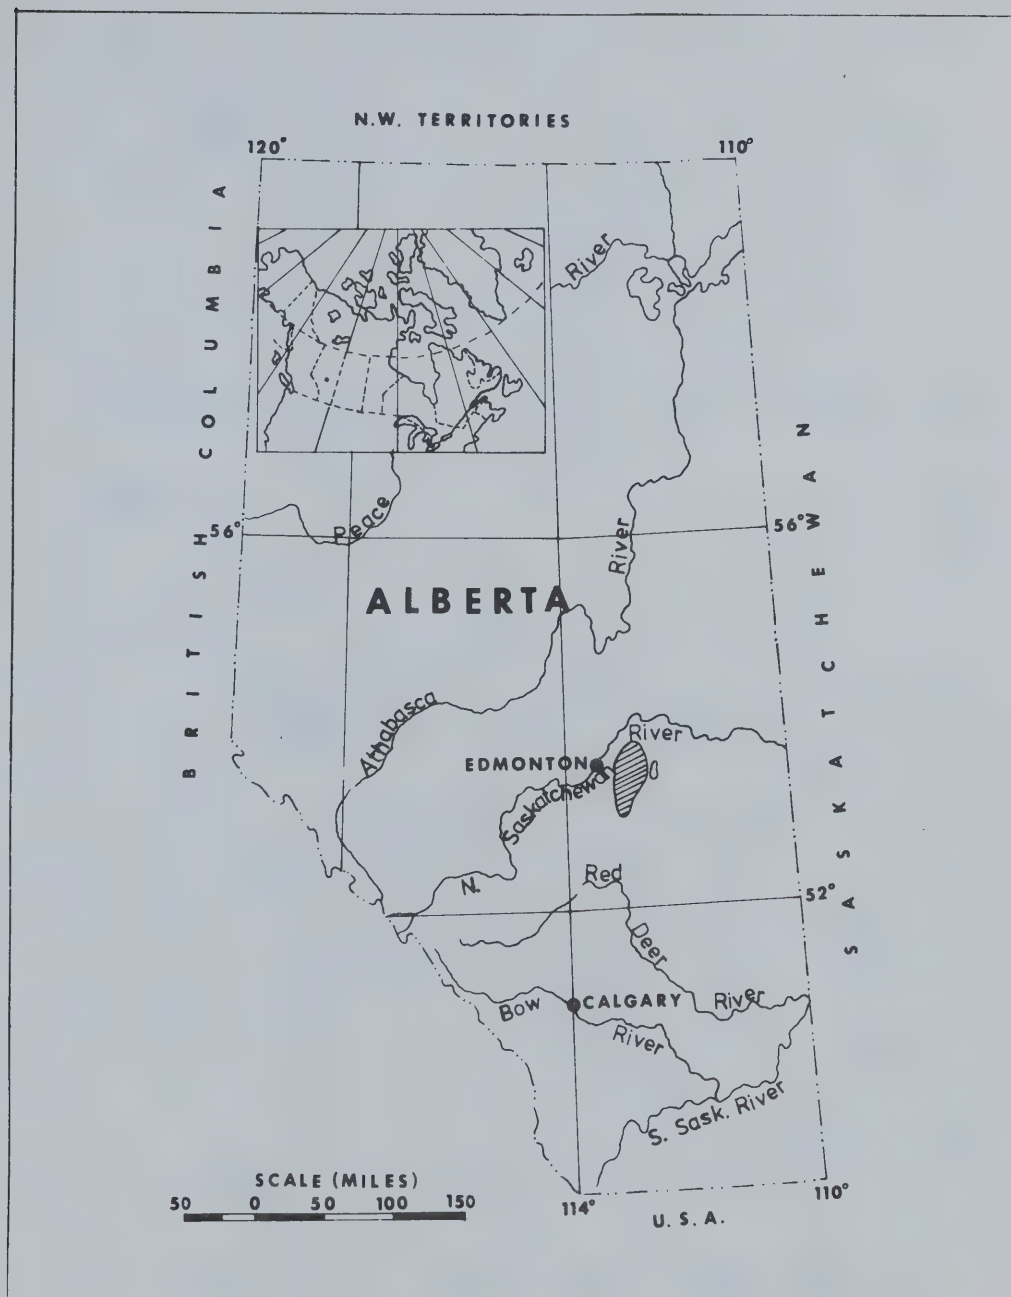 N.W. TERRITORIES
120°
110°
BRITISH COLUMBIA
River
Peace
56°
56°
River
SASKATCHEWAN
ALBERTA
Athabasca
River
EDMONTON
Saskatchewan
N.
Red
52°
Deer
River
Bow
CALGARY
River
S. Sask. River
SCALE (MILES)
50 0 50 100 150
114°
110°
U.S.A.